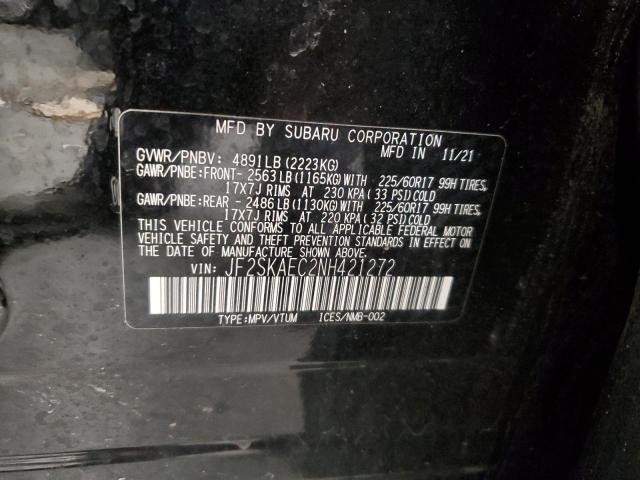 MFD BY SUBARU CORPORATION
MFD IN 11/21
GVWR/PNBV: 4891LB (2223KG)
GAWR/PNBE:FRONT- 2563LB(1165KG)WITH 225/60R17 99H TIRES,
17X7J RIMS AT 230 KPA(33 PSI)COLD
GAWR/PNBE:REAR - 2486LB(1130KG)WITH 225/60R17 99H TIRES,
17X7J RIMS AT 220 KPA(32 PSI)COLD
THIS VEHICLE CONFORMS TO ALL APPLICABLE FEDERAL MOTOR
VEHICLE SAFETY AND THEFT PREVENTION STANDARDS IN EFFECT ON THE
DATE OF MANUFACTURE SHOWN ABOVE.
VIN: JF2SKAEC2NH421272
TYPE:MPV/VTUM ICES/NMB-002